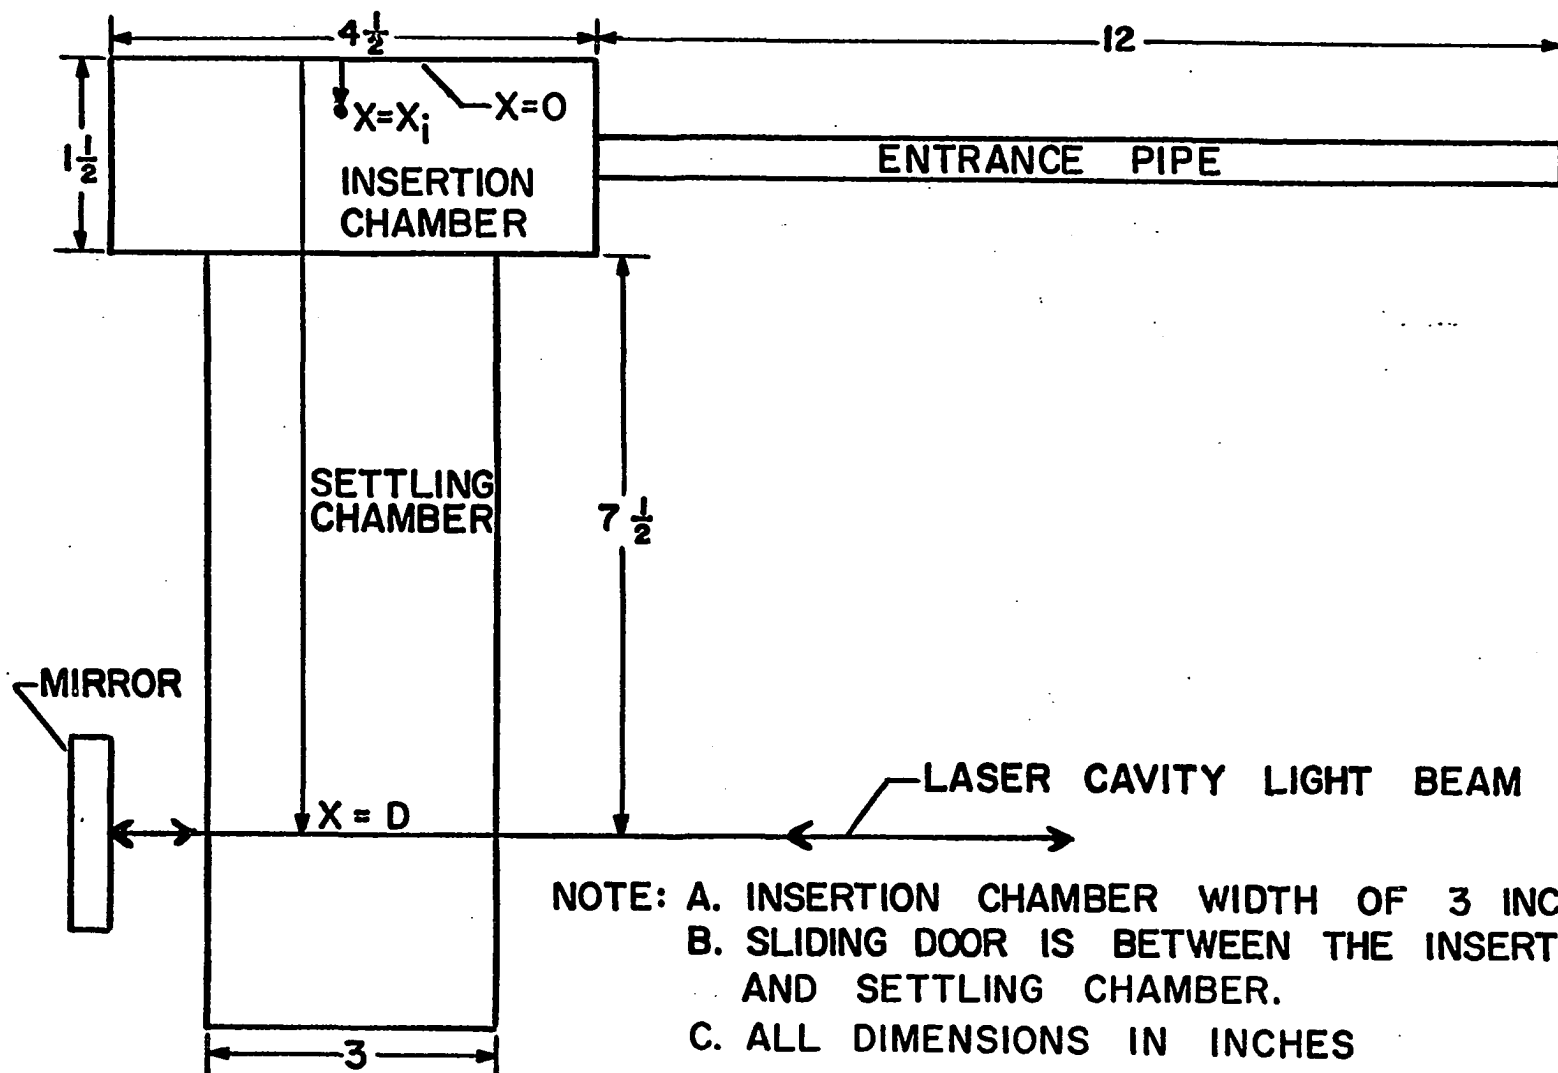 4 1/2
12
X=0
X=Xi
1 1/2
INSERTION
CHAMBER
ENTRANCE PIPE
SETTLING
CHAMBER
7 1/2
MIRROR
LASER CAVITY LIGHT BEAM
X = D
NOTE: A. INSERTION CHAMBER WIDTH OF 3 INC
B. SLIDING DOOR IS BETWEEN THE INSERT
AND SETTLING CHAMBER.
C. ALL DIMENSIONS IN INCHES
3